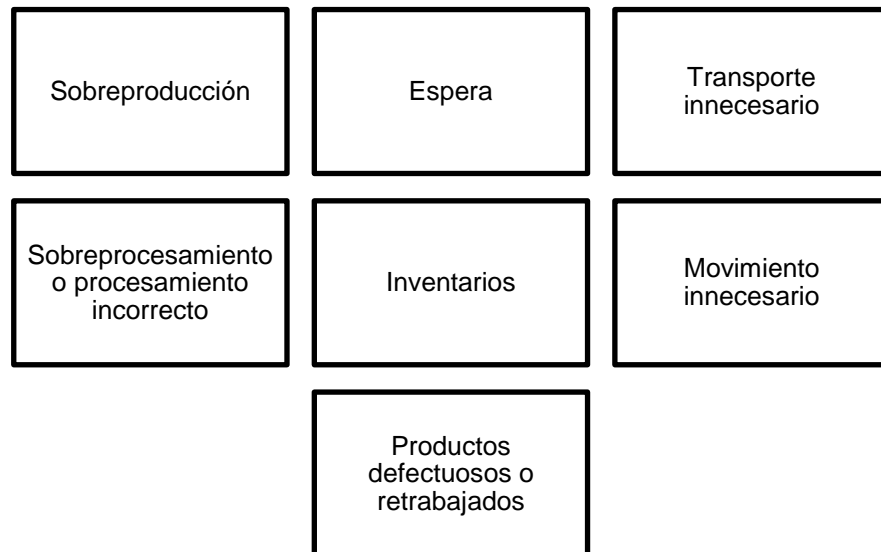 Sobreproducción
Espera
Transporte
innecesario
Sobreprocesamiento
o procesamiento
incorrecto
Inventarios
Movimiento
innecesario
Productos
defectuosos o
retrabajados